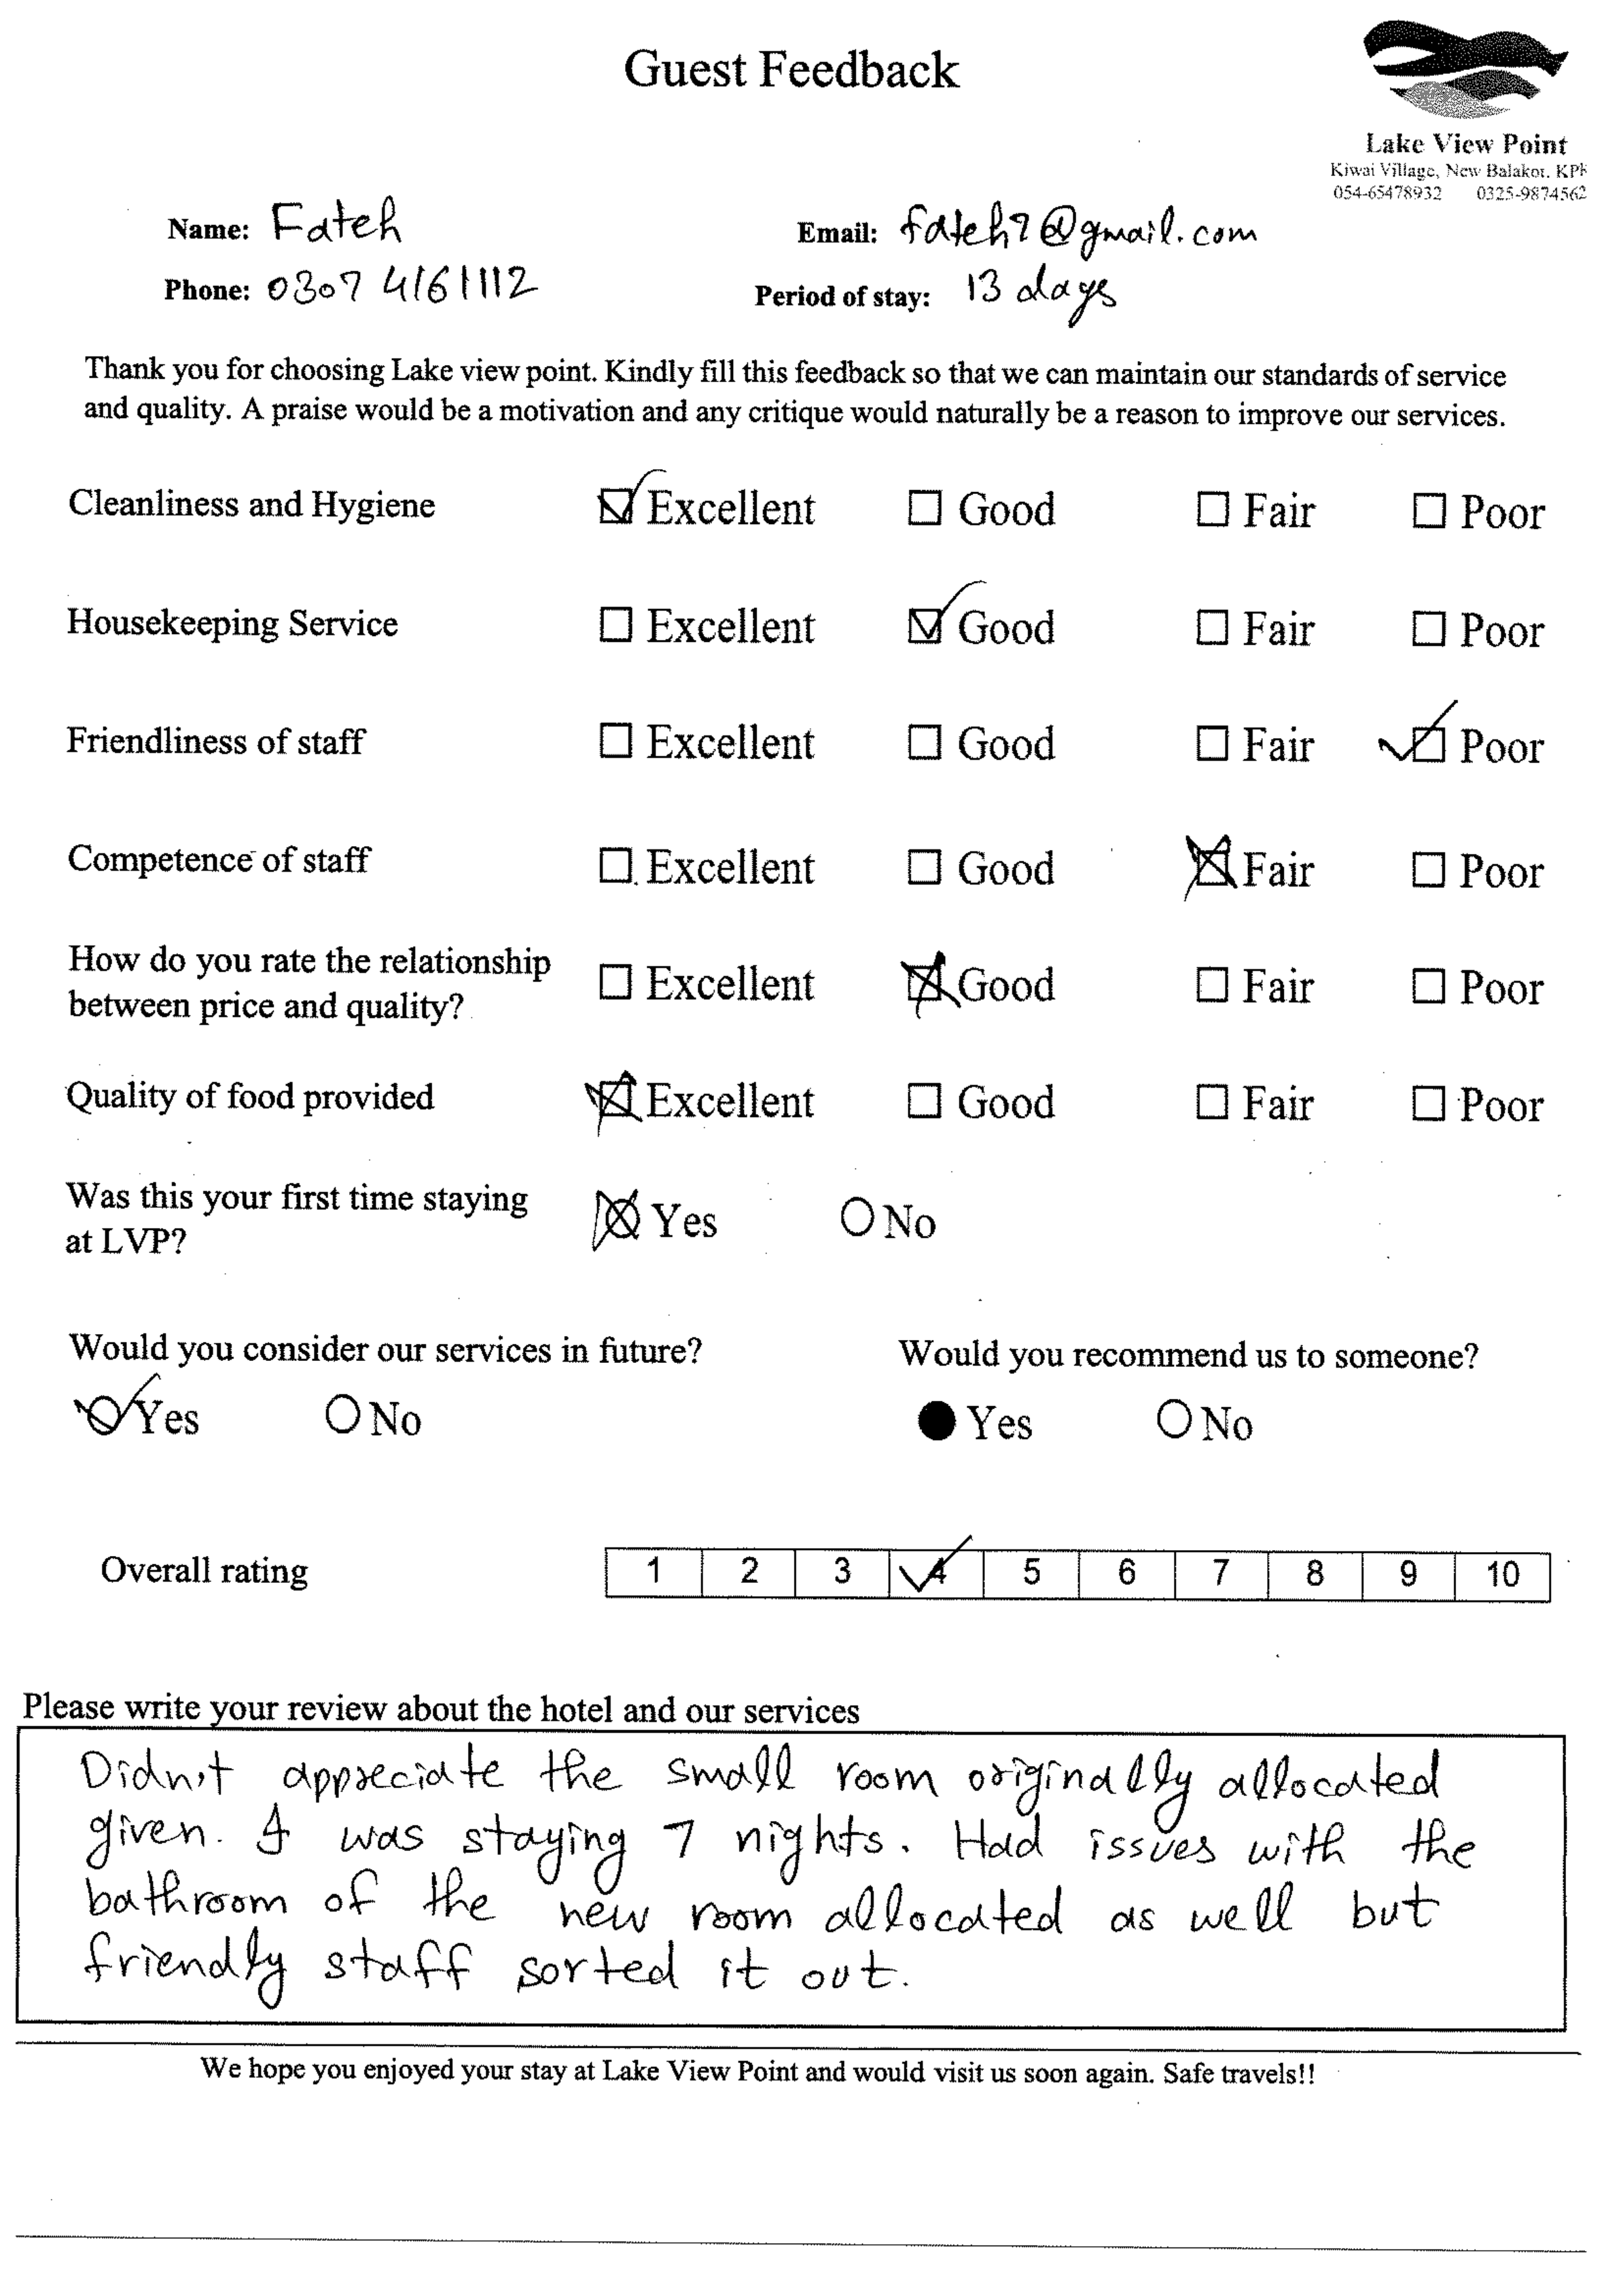 Guest Feedback
Lake View Point
Kiwai Village, New Balakot, KPK
054-65478932 0325-9874562
Name: Fateh Email: fateh7@gmail.com
Phone: 0307 4161112 Period of stay: 13 days
Thank you for choosing Lake view point. Kindly fill this feedback so that we can maintain our standards of service
and quality. A praise would be a motivation and any critique would naturally be a reason to improve our services.
Cleanliness and Hygiene ☑ Excellent ☐ Good ☐ Fair ☐ Poor
Housekeeping Service ☐ Excellent ☑ Good ☐ Fair ☐ Poor
Friendliness of staff ☐ Excellent ☐ Good ☐ Fair ☑ Poor
Competence of staff ☐ Excellent ☐ Good ☒ Fair ☐ Poor
How do you rate the relationship
between price and quality? ☐ Excellent ☒ Good ☐ Fair ☐ Poor
Quality of food provided ☒ Excellent ☐ Good ☐ Fair ☐ Poor
Was this your first time staying
at LVP? ☒ Yes ○ No
Would you consider our services in future? Would you recommend us to someone?
☑ Yes ○ No ● Yes ○ No
Overall rating 1 2 3 4 5 6 7 8 9 10
Please write your review about the hotel and our services
Didn't appreciate the small room originally allocated
given. I was staying 7 nights. Had issues with the
bathroom of the new room allocated as well but
friendly staff sorted it out.
We hope you enjoyed your stay at Lake View Point and would visit us soon again. Safe travels!!